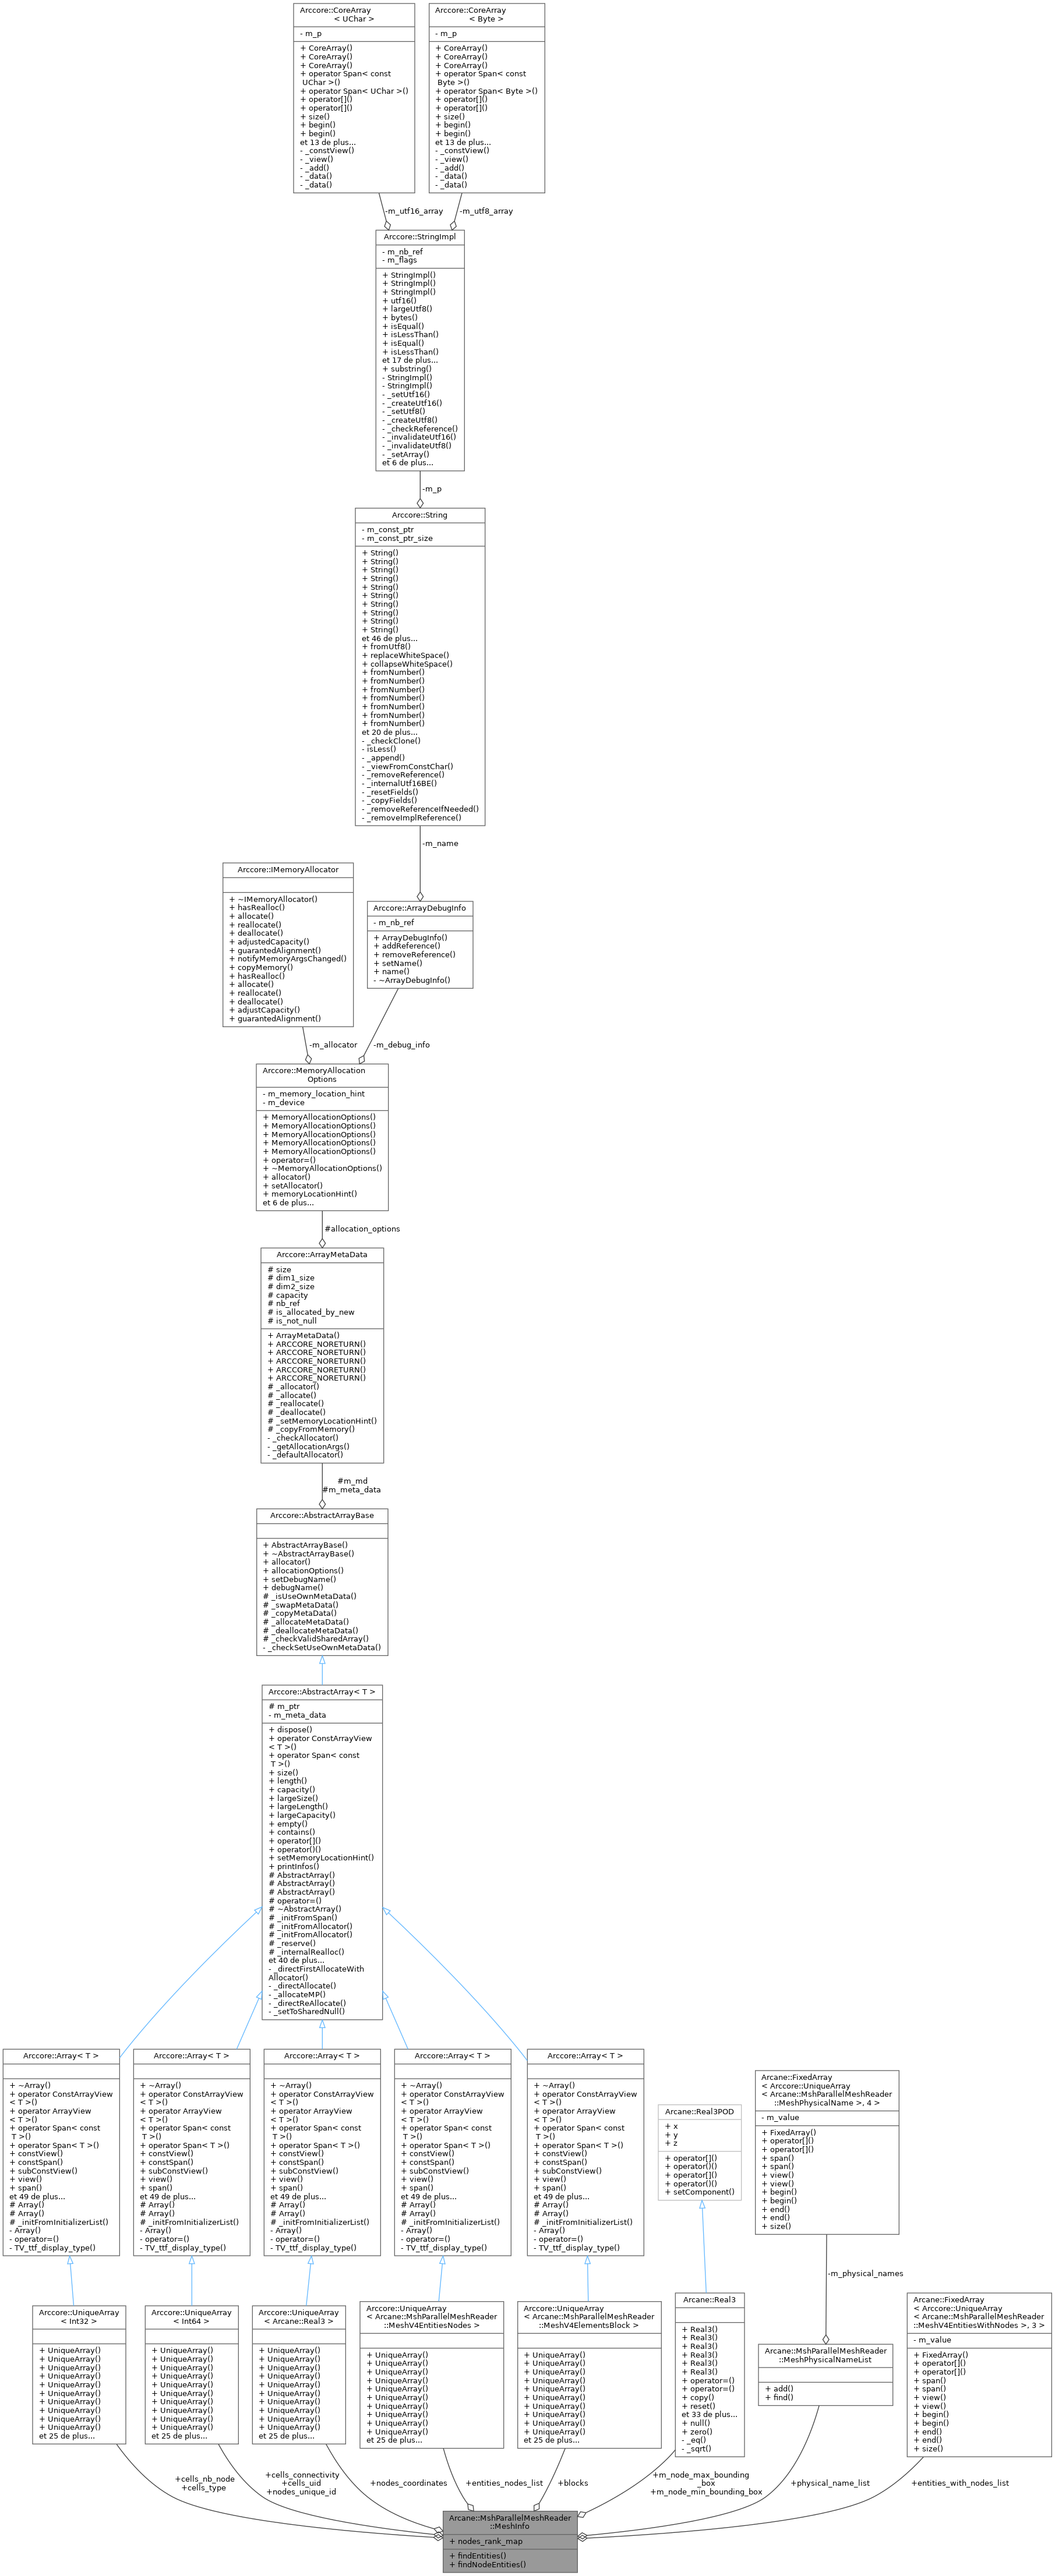 Arccore::CoreArray
< UChar >
- m_p
+ CoreArray()
+ CoreArray()
+ CoreArray()
+ operator Span< const
UChar >()
+ operator Span< UChar >()
+ operator[]()
+ operator[]()
+ size()
+ begin()
+ begin()
et 13 de plus...
- _constView()
- _view()
- _add()
- _data()
- _data()
Arccore::CoreArray
< Byte >
- m_p
+ CoreArray()
+ CoreArray()
+ CoreArray()
+ operator Span< const
Byte >()
+ operator Span< Byte >()
+ operator[]()
+ operator[]()
+ size()
+ begin()
+ begin()
et 13 de plus...
- _constView()
- _view()
- _add()
- _data()
- _data()
-m_utf16_array
-m_utf8_array
Arccore::StringImpl
- m_nb_ref
- m_flags
+ StringImpl()
+ StringImpl()
+ StringImpl()
+ utf16()
+ largeUtf8()
+ bytes()
+ isEqual()
+ isLessThan()
+ isEqual()
+ isLessThan()
et 17 de plus...
+ substring()
- StringImpl()
- StringImpl()
- _setUtf16()
- _createUtf16()
- _setUtf8()
- _createUtf8()
- _checkReference()
- _invalidateUtf16()
- _invalidateUtf8()
- _setArray()
et 6 de plus...
-m_p
Arccore::String
- m_const_ptr
- m_const_ptr_size
+ String()
+ String()
+ String()
+ String()
+ String()
+ String()
+ String()
+ String()
+ String()
+ String()
et 46 de plus...
+ fromUtf8()
+ replaceWhiteSpace()
+ collapseWhiteSpace()
+ fromNumber()
+ fromNumber()
+ fromNumber()
+ fromNumber()
+ fromNumber()
+ fromNumber()
+ fromNumber()
et 20 de plus...
- _checkClone()
- isLess()
- _append()
- _viewFromConstChar()
- _removeReference()
- _internalUtf16BE()
- _resetFields()
- _copyFields()
- _removeReferenceIfNeeded()
- _removeImplReference()
-m_name
Arccore::IMemoryAllocator
+ ~IMemoryAllocator()
+ hasRealloc()
+ allocate()
+ reallocate()
+ deallocate()
+ adjustedCapacity()
+ guarantedAlignment()
+ notifyMemoryArgsChanged()
+ copyMemory()
+ hasRealloc()
+ allocate()
+ reallocate()
+ deallocate()
+ adjustCapacity()
+ guarantedAlignment()
Arccore::ArrayDebugInfo
- m_nb_ref
+ ArrayDebugInfo()
+ addReference()
+ removeReference()
+ setName()
+ name()
- ~ArrayDebugInfo()
-m_allocator
-m_debug_info
Arccore::MemoryAllocation
Options
- m_memory_location_hint
- m_device
+ MemoryAllocationOptions()
+ MemoryAllocationOptions()
+ MemoryAllocationOptions()
+ MemoryAllocationOptions()
+ MemoryAllocationOptions()
+ operator=()
+ ~MemoryAllocationOptions()
+ allocator()
+ setAllocator()
+ memoryLocationHint()
et 6 de plus...
#allocation_options
Arccore::ArrayMetaData
# size
# dim1_size
# dim2_size
# capacity
# nb_ref
# is_allocated_by_new
# is_not_null
+ ArrayMetaData()
+ ARCCORE_NORETURN()
+ ARCCORE_NORETURN()
+ ARCCORE_NORETURN()
+ ARCCORE_NORETURN()
+ ARCCORE_NORETURN()
# _allocator()
# _allocate()
# _reallocate()
# _deallocate()
# _setMemoryLocationHint()
# _copyFromMemory()
- _checkAllocator()
- _getAllocationArgs()
- _defaultAllocator()
#m_md
#m_meta_data
Arccore::AbstractArrayBase
+ AbstractArrayBase()
+ ~AbstractArrayBase()
+ allocator()
+ allocationOptions()
+ setDebugName()
+ debugName()
# _isUseOwnMetaData()
# _swapMetaData()
# _copyMetaData()
# _allocateMetaData()
# _deallocateMetaData()
# _checkValidSharedArray()
- _checkSetUseOwnMetaData()
Arccore::AbstractArray< T >
# m_ptr
- m_meta_data
+ dispose()
+ operator ConstArrayView
< T >()
+ operator Span< const
T >()
+ size()
+ length()
+ capacity()
+ largeSize()
+ largeLength()
+ largeCapacity()
+ empty()
+ contains()
+ operator[]()
+ operator()()
+ setMemoryLocationHint()
+ printInfos()
# AbstractArray()
# AbstractArray()
# AbstractArray()
# operator=()
# ~AbstractArray()
# _initFromSpan()
# _initFromAllocator()
# _initFromAllocator()
# _reserve()
# _internalRealloc()
et 40 de plus...
- _directFirstAllocateWith
Allocator()
- _directAllocate()
- _allocateMP()
- _directReAllocate()
- _setToSharedNull()
Arccore::Array< T >
+ ~Array()
+ operator ConstArrayView
< T >()
+ operator ArrayView
< T >()
+ operator Span< const
T >()
+ operator Span< T >()
+ constView()
+ constSpan()
+ subConstView()
+ view()
+ span()
et 49 de plus...
# Array()
# Array()
# _initFromInitializerList()
- Array()
- operator=()
- TV_ttf_display_type()
Arccore::Array< T >
+ ~Array()
+ operator ConstArrayView
< T >()
+ operator ArrayView
< T >()
+ operator Span< const
T >()
+ operator Span< T >()
+ constView()
+ constSpan()
+ subConstView()
+ view()
+ span()
et 49 de plus...
# Array()
# Array()
# _initFromInitializerList()
- Array()
- operator=()
- TV_ttf_display_type()
Arccore::Array< T >
+ ~Array()
+ operator ConstArrayView
< T >()
+ operator ArrayView
< T >()
+ operator Span< const
T >()
+ operator Span< T >()
+ constView()
+ constSpan()
+ subConstView()
+ view()
+ span()
et 49 de plus...
# Array()
# Array()
# _initFromInitializerList()
- Array()
- operator=()
- TV_ttf_display_type()
Arccore::Array< T >
+ ~Array()
+ operator ConstArrayView
< T >()
+ operator ArrayView
< T >()
+ operator Span< const
T >()
+ operator Span< T >()
+ constView()
+ constSpan()
+ subConstView()
+ view()
+ span()
et 49 de plus...
# Array()
# Array()
# _initFromInitializerList()
- Array()
- operator=()
- TV_ttf_display_type()
Arccore::Array< T >
+ ~Array()
+ operator ConstArrayView
< T >()
+ operator ArrayView
< T >()
+ operator Span< const
T >()
+ operator Span< T >()
+ constView()
+ constSpan()
+ subConstView()
+ view()
+ span()
et 49 de plus...
# Array()
# Array()
# _initFromInitializerList()
- Array()
- operator=()
- TV_ttf_display_type()
Arcane::Real3POD
+ x
+ y
+ z
+ operator[]()
+ operator()()
+ operator[]()
+ operator()()
+ setComponent()
Arcane::FixedArray
< Arccore::UniqueArray
< Arcane::MshParallelMeshReader
::MeshPhysicalName >, 4 >
- m_value
+ FixedArray()
+ operator[]()
+ operator[]()
+ span()
+ span()
+ view()
+ view()
+ begin()
+ begin()
+ end()
+ end()
+ size()
-m_physical_names
Arccore::UniqueArray
< Int32 >
+ UniqueArray()
+ UniqueArray()
+ UniqueArray()
+ UniqueArray()
+ UniqueArray()
+ UniqueArray()
+ UniqueArray()
+ UniqueArray()
+ UniqueArray()
+ UniqueArray()
et 25 de plus...
Arccore::UniqueArray
< Int64 >
+ UniqueArray()
+ UniqueArray()
+ UniqueArray()
+ UniqueArray()
+ UniqueArray()
+ UniqueArray()
+ UniqueArray()
+ UniqueArray()
+ UniqueArray()
+ UniqueArray()
et 25 de plus...
Arccore::UniqueArray
< Arcane::Real3 >
+ UniqueArray()
+ UniqueArray()
+ UniqueArray()
+ UniqueArray()
+ UniqueArray()
+ UniqueArray()
+ UniqueArray()
+ UniqueArray()
+ UniqueArray()
+ UniqueArray()
et 25 de plus...
Arccore::UniqueArray
< Arcane::MshParallelMeshReader
::MeshV4EntitiesNodes >
+ UniqueArray()
+ UniqueArray()
+ UniqueArray()
+ UniqueArray()
+ UniqueArray()
+ UniqueArray()
+ UniqueArray()
+ UniqueArray()
+ UniqueArray()
+ UniqueArray()
et 25 de plus...
Arccore::UniqueArray
< Arcane::MshParallelMeshReader
::MeshV4ElementsBlock >
+ UniqueArray()
+ UniqueArray()
+ UniqueArray()
+ UniqueArray()
+ UniqueArray()
+ UniqueArray()
+ UniqueArray()
+ UniqueArray()
+ UniqueArray()
+ UniqueArray()
et 25 de plus...
Arcane::Real3
+ Real3()
+ Real3()
+ Real3()
+ Real3()
+ Real3()
+ Real3()
+ operator=()
+ operator=()
+ copy()
+ reset()
et 33 de plus...
+ null()
+ zero()
- _eq()
- _sqrt()
Arcane::MshParallelMeshReader
::MeshPhysicalNameList
+ add()
+ find()
Arcane::FixedArray
< Arccore::UniqueArray
< Arcane::MshParallelMeshReader
::MeshV4EntitiesWithNodes >, 3 >
- m_value
+ FixedArray()
+ operator[]()
+ operator[]()
+ span()
+ span()
+ view()
+ view()
+ begin()
+ begin()
+ end()
+ end()
+ size()
+cells_nb_node
+cells_type
+cells_connectivity
+cells_uid
+nodes_unique_id
+nodes_coordinates
+entities_nodes_list
+blocks
+m_node_max_bounding
_box
+m_node_min_bounding_box
+physical_name_list
+entities_with_nodes_list
Arcane::MshParallelMeshReader
::MeshInfo
+ nodes_rank_map
+ findEntities()
+ findNodeEntities()